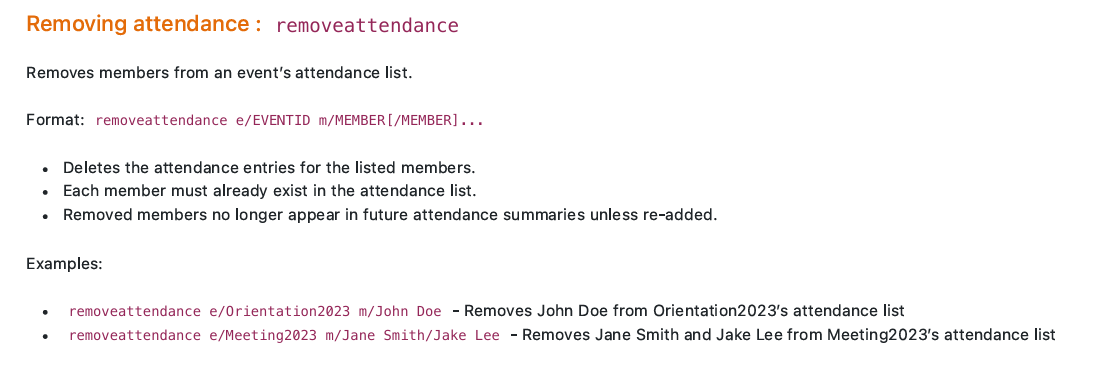 Removing attendance : removeattendance
Removes members from an event’s attendance list.
Format: removeattendance e/EVENTID m/MEMBER[/MEMBER]...
• Deletes the attendance entries for the listed members.
• Each member must already exist in the attendance list.
• Removed members no longer appear in future attendance summaries unless re-added.
Examples:
• removeattendance e/Orientation2023 m/John Doe - Removes John Doe from Orientation2023’s attendance list
• removeattendance e/Meeting2023 m/Jane Smith/Jake Lee - Removes Jane Smith and Jake Lee from Meeting2023’s attendance list